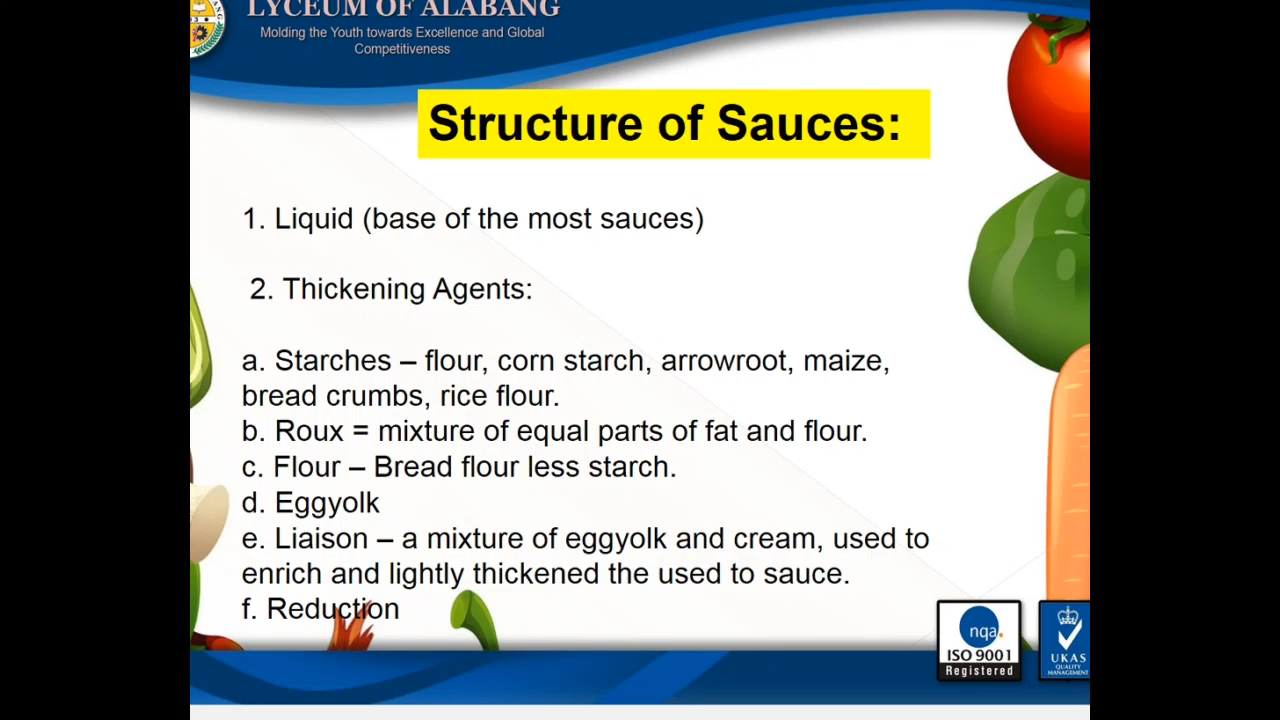 LYCEUM OF ALABANG
Molding the Youth towards Excellence and Global
Competitiveness
Structure of Sauces:
1. Liquid (base of the most sauces)
2. Thickening Agents:
a. Starches – flour, corn starch, arrowroot, maize,
bread crumbs, rice flour.
b. Roux = mixture of equal parts of fat and flour.
c. Flour – Bread flour less starch.
d. Eggyolk
e. Liaison – a mixture of eggyolk and cream, used to
enrich and lightly thickened the used to sauce.
f. Reduction
nqa.
ISO 9001
Registered
UKAS
QUALITY
MANAGEMENT